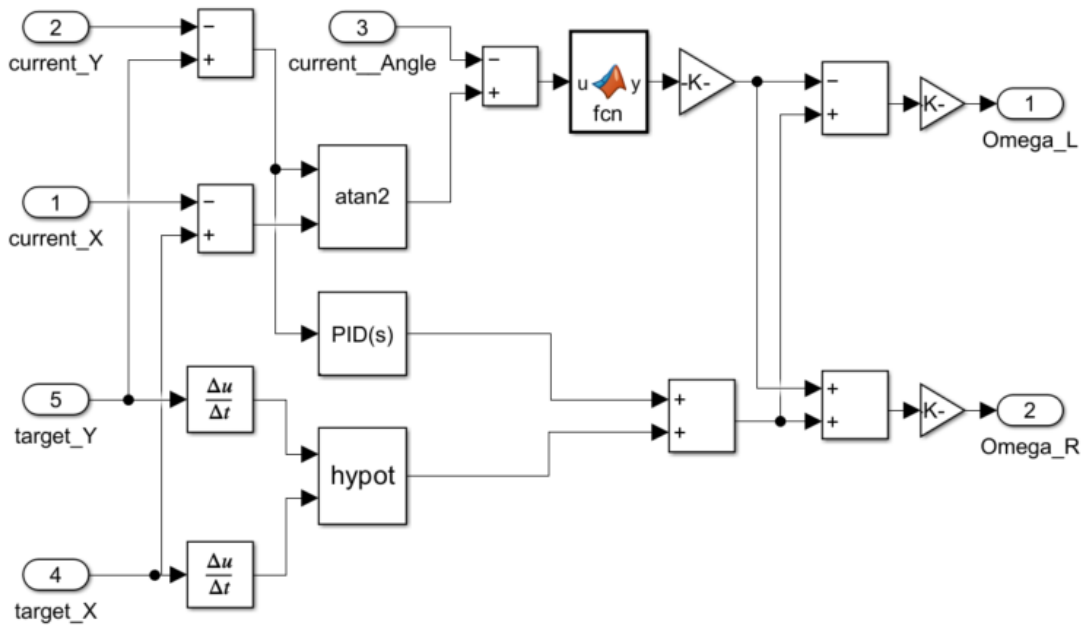 2
current_Y
−
+
3
current__Angle
−
+
u
y
fcn
-K-
−
+
K-
1
Omega_L
1
current_X
−
+
atan2
PID(s)
5
target_Y
Δu
Δt
hypot
+
+
+
+
K-
2
Omega_R
4
target_X
Δu
Δt